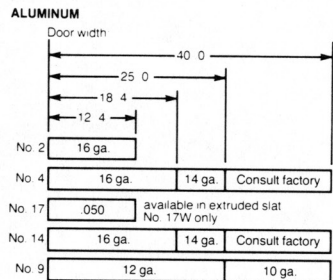 ALUMINUM
Door width
40 0
25 0
18 4
12 4
No. 2 16 ga.
No. 4 16 ga. 14 ga. Consult factory
No. 17 .050 available in extruded slat
No. 17W only
No. 14 16 ga. 14 ga. Consult factory
No. 9 12 ga. 10 ga.